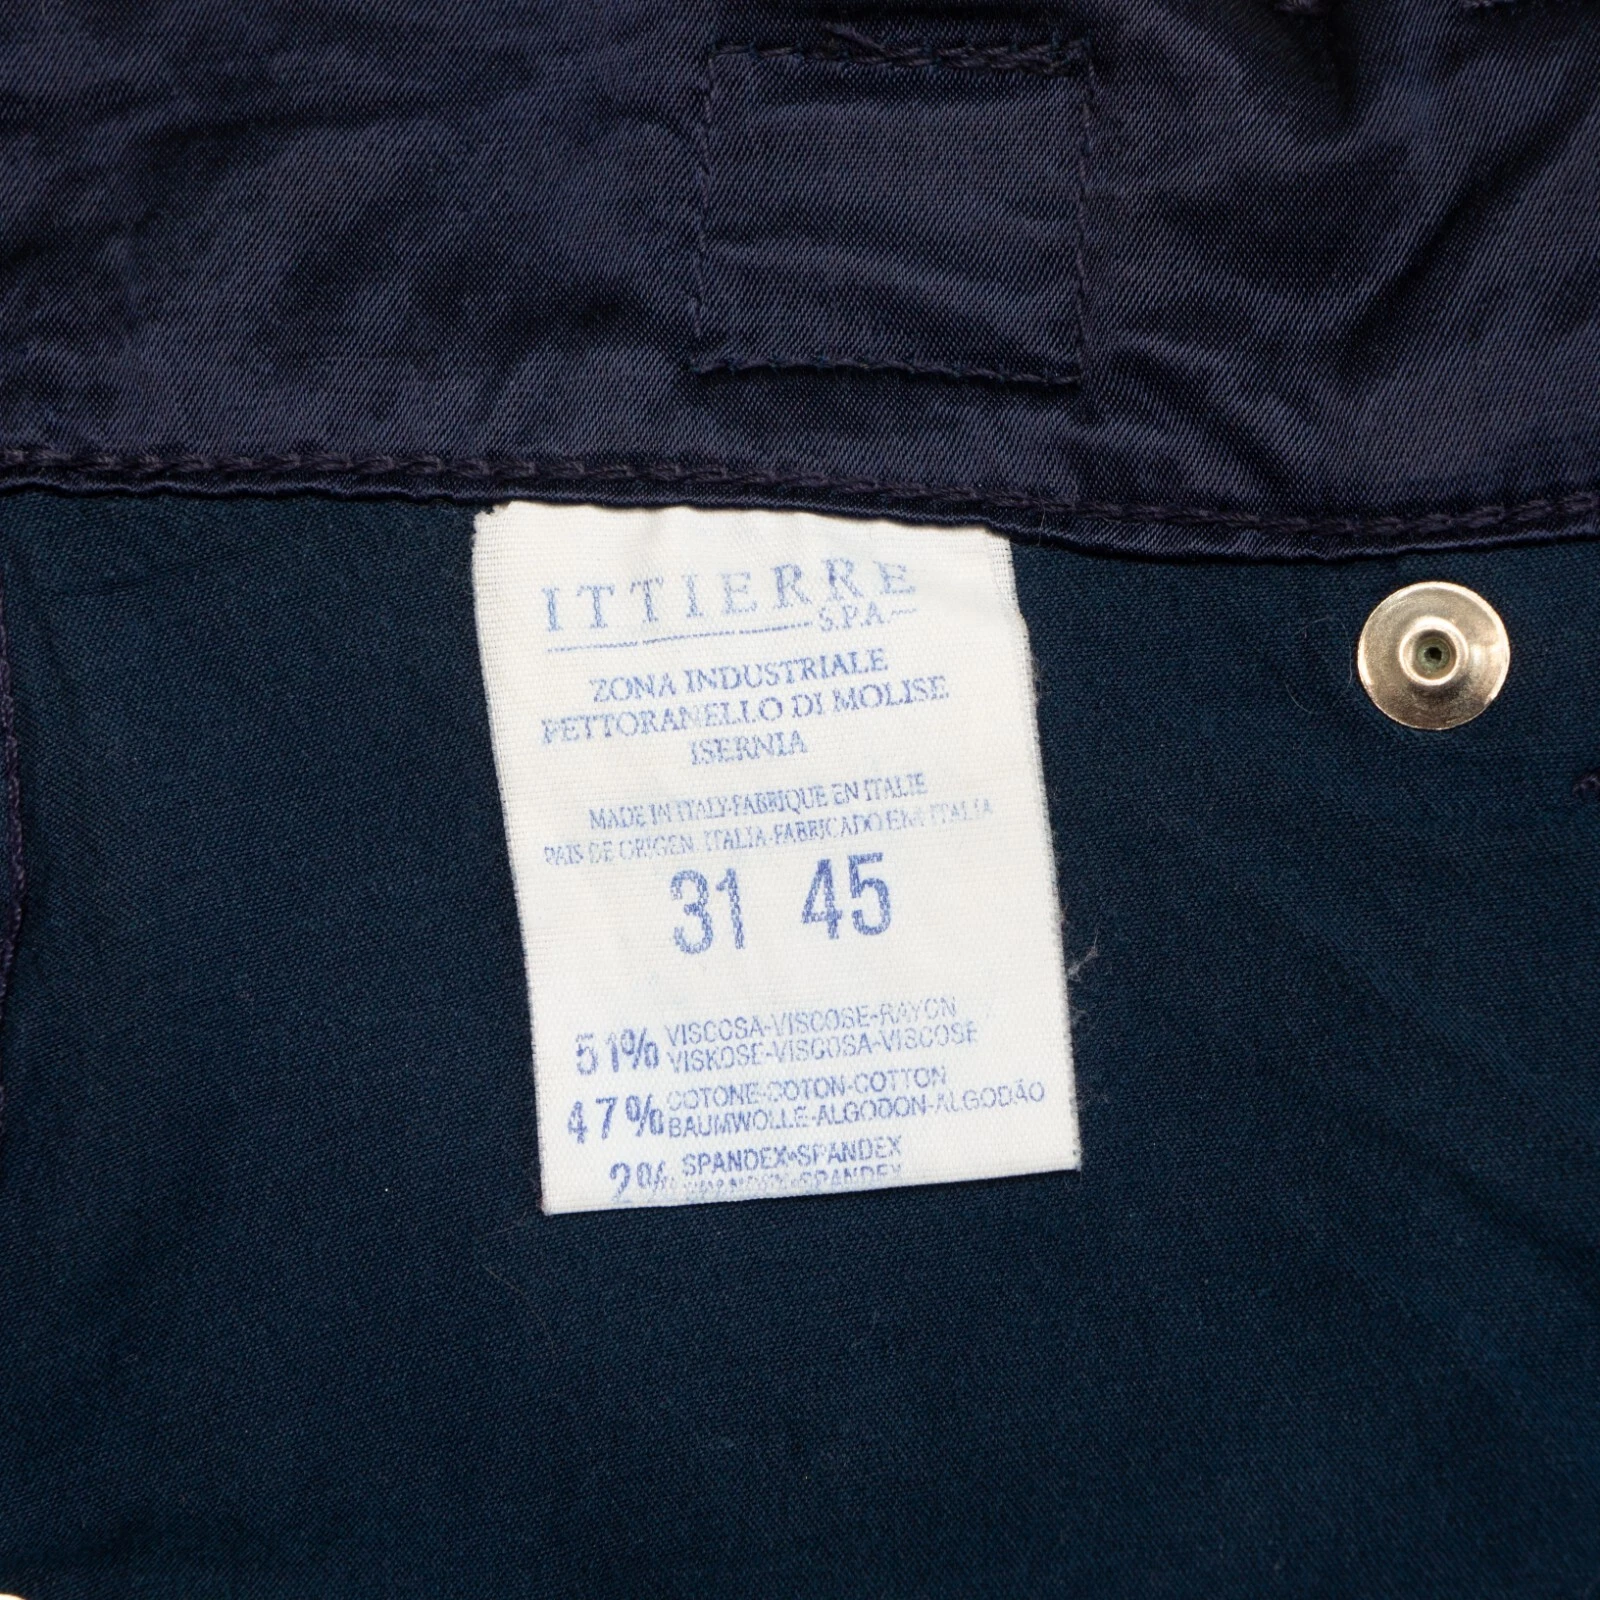 ITTIERRE
S.P.A.
ZONA INDUSTRIALE
PETTORANELLO DI MOLISE
ISERNIA
MADE IN ITALY-FABRIQUE EN ITALIE
PAIS DE ORIGEN ITALIA-FABRICADO EM ITALIA
31 45
51% VISCOSA-VISCOSE-RAYON
VISKOSE-VISCOSA-VISCOSE
47% COTONE-COTON-COTTON
BAUMWOLLE-ALGODON-ALGODÃO
2% SPANDEX-SPANDEX
SPANDEX-SPANDEX